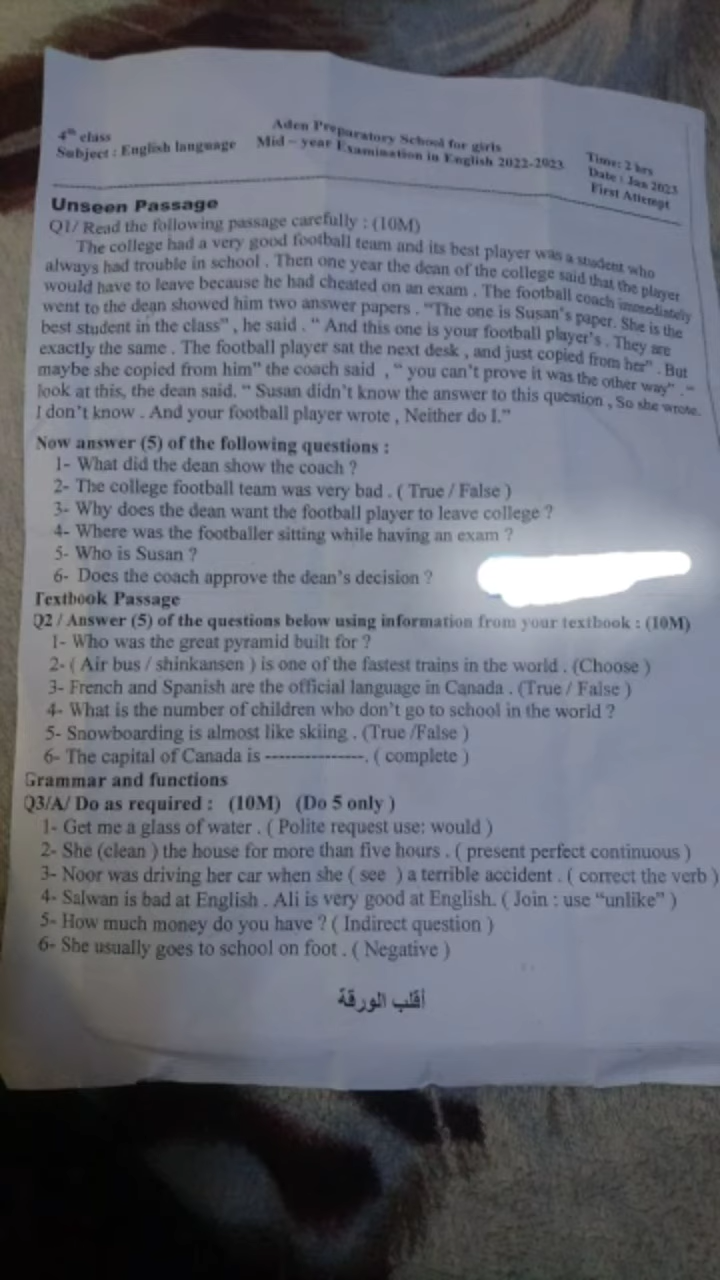 4th class
Subject : English language
Aden Preparatory School for girls
Mid – year Examination in English 2022-2023
Time: 2 hrs
Date : Jan 2023
First Attempt
Unseen Passage
Q1/ Read the following passage carefully : (10M)
The college had a very good football team and its best player was a student who
always had trouble in school . Then one year the dean of the college said that the player
would have to leave because he had cheated on an exam . The football coach immediately
went to the dean showed him two answer papers . "The one is Susan's paper. She is the
best student in the class" , he said . " And this one is your football player's . They are
exactly the same . The football player sat the next desk , and just copied from her" . But
maybe she copied from him" the coach said , " you can't prove it was the other way" . "
look at this, the dean said. " Susan didn't know the answer to this question , So she wrote.
I don't know . And your football player wrote , Neither do I."
Now answer (5) of the following questions :
1- What did the dean show the coach ?
2- The college football team was very bad . ( True / False )
3- Why does the dean want the football player to leave college ?
4- Where was the footballer sitting while having an exam ?
5- Who is Susan ?
6- Does the coach approve the dean's decision ?
Textbook Passage
Q2 / Answer (5) of the questions below using information from your textbook : (10M)
1- Who was the great pyramid built for ?
2- ( Air bus / shinkansen ) is one of the fastest trains in the world . (Choose )
3- French and Spanish are the official language in Canada . (True / False )
4- What is the number of children who don't go to school in the world ?
5- Snowboarding is almost like skiing . (True /False )
6- The capital of Canada is ----------------. ( complete )
Grammar and functions
Q3/A/ Do as required : (10M) (Do 5 only )
1- Get me a glass of water . ( Polite request use: would )
2- She (clean ) the house for more than five hours . ( present perfect continuous )
3- Noor was driving her car when she ( see ) a terrible accident . ( correct the verb )
4- Salwan is bad at English . Ali is very good at English. ( Join : use "unlike" )
5- How much money do you have ? ( Indirect question )
6- She usually goes to school on foot . ( Negative )
أقلب الورقة